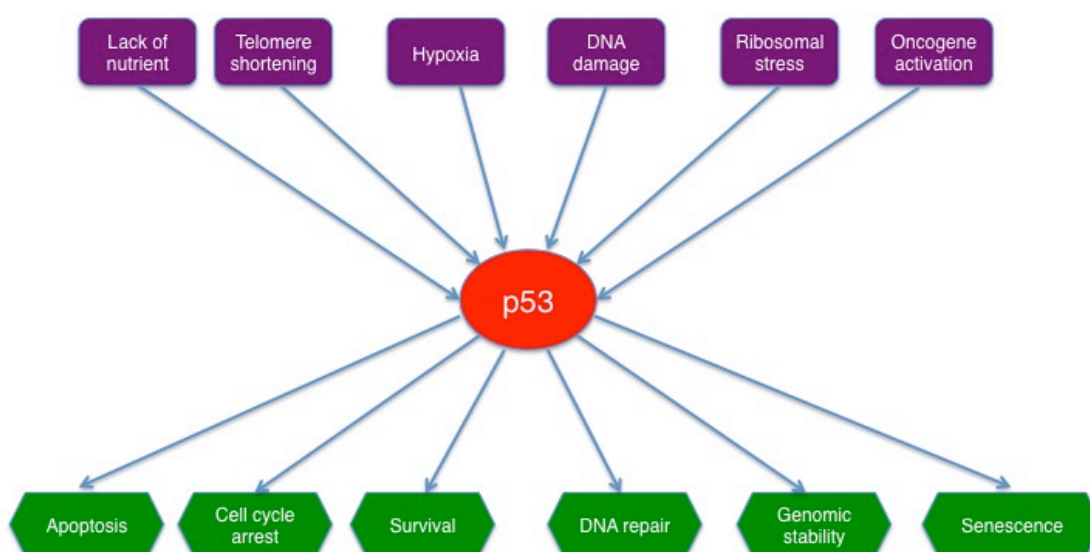 Lack of
nutrient
Telomere
shortening
Hypoxia
DNA
damage
Ribosomal
stress
Oncogene
activation
p53
Apoptosis
Cell cycle
arrest
Survival
DNA repair
Genomic
stability
Senescence